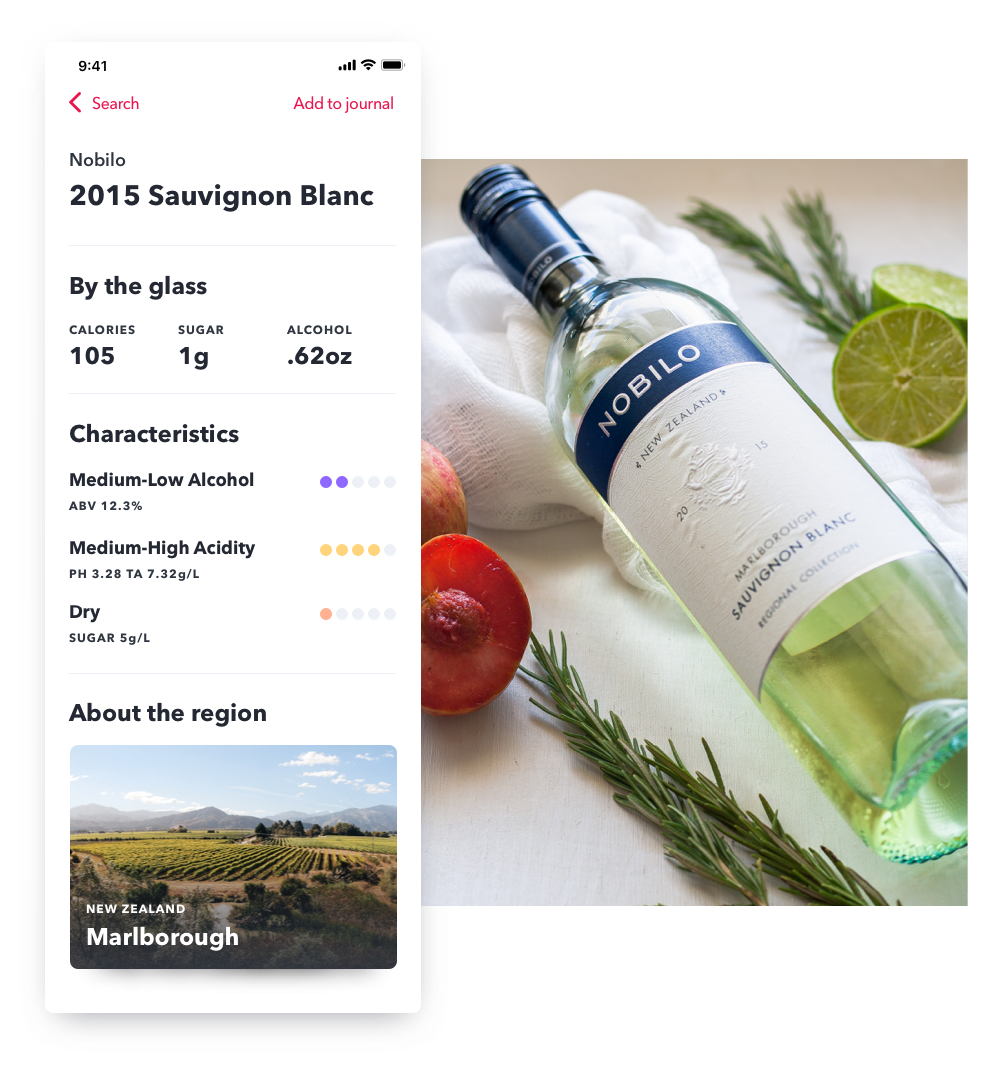 9:41
Search
Add to journal
Nobilo
2015 Sauvignon Blanc
By the glass
CALORIES
SUGAR
ALCOHOL
105
1g
.62oz
Characteristics
Medium-Low Alcohol
ABV 12.3%
Medium-High Acidity
PH 3.28 TA 7.32g/L
Dry
SUGAR 5g/L
About the region
NEW ZEALAND
Marlborough
NOBILO
NOBILO
NEW ZEALAND
20 15
MARLBOROUGH
SAUVIGNON BLANC
REGIONAL COLLECTION